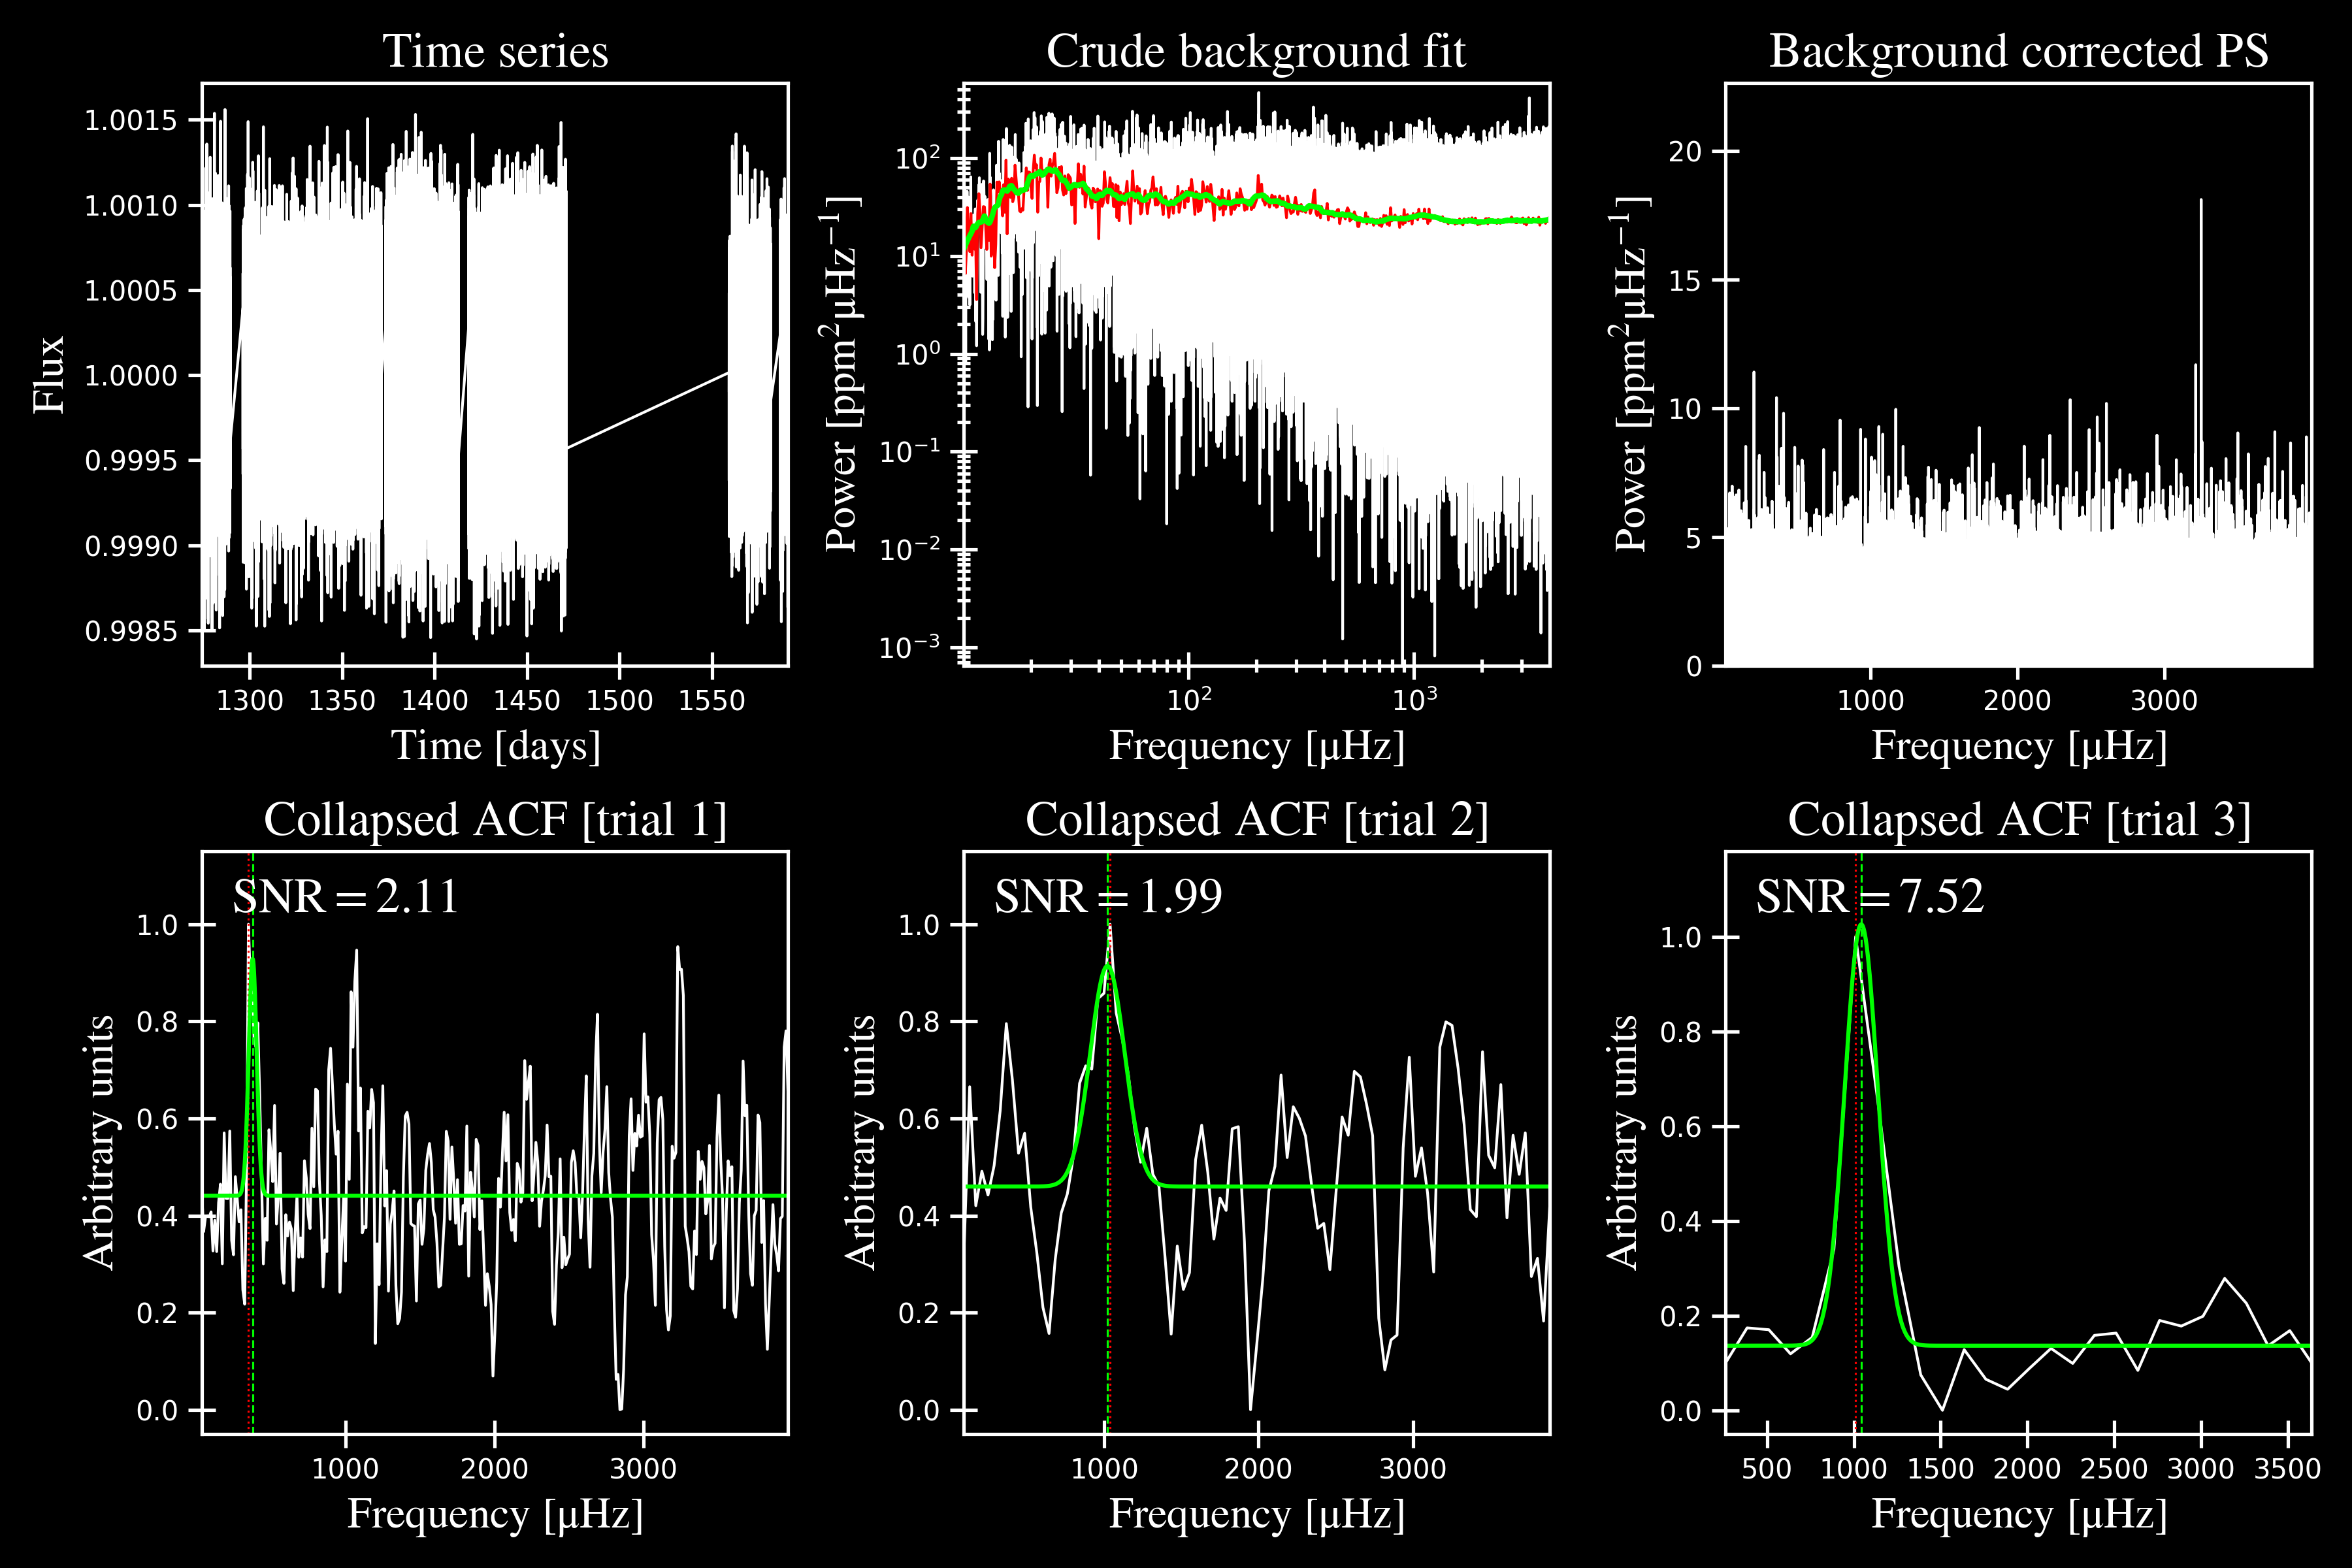 Time series
Crude background fit
Background corrected PS
Flux
1.0015
1.0010
1.0005
1.0000
0.9995
0.9990
0.9985
1300 1350 1400 1450 1500 1550
Time [days]
Power [ppm²μHz⁻¹]
10²
10¹
10⁰
10⁻¹
10⁻²
10⁻³
10² 10³
Frequency [μHz]
Power [ppm²μHz⁻¹]
20
15
10
5
0
1000 2000 3000
Frequency [μHz]
Collapsed ACF [trial 1]
Collapsed ACF [trial 2]
Collapsed ACF [trial 3]
SNR = 2.11
Arbitrary units
1.0
0.8
0.6
0.4
0.2
0.0
1000 2000 3000
Frequency [μHz]
SNR = 1.99
Arbitrary units
1.0
0.8
0.6
0.4
0.2
0.0
1000 2000 3000
Frequency [μHz]
SNR = 7.52
Arbitrary units
1.0
0.8
0.6
0.4
0.2
0.0
500 1000 1500 2000 2500 3000 3500
Frequency [μHz]